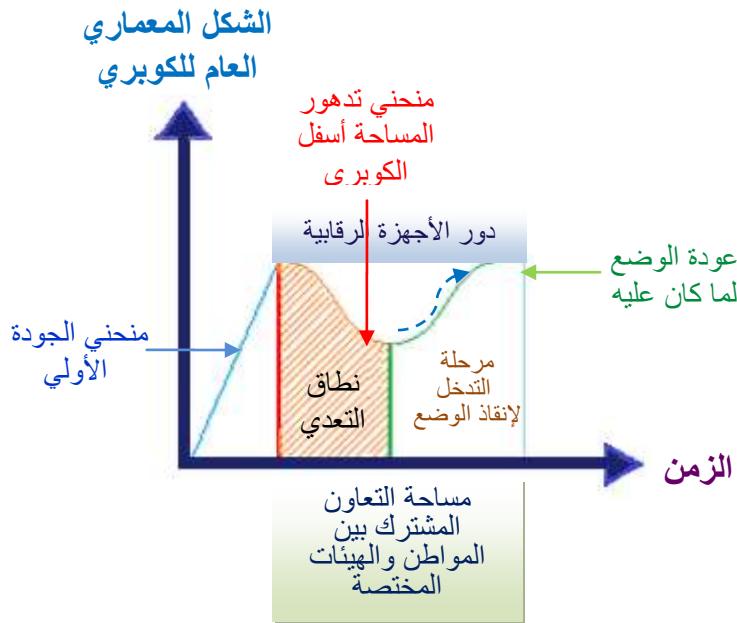 الشكل المعماري
العام للكوبري
منحني تدهور
المساحة أسفل
الكوبرى
دور الأجهزة الرقابية
عودة الوضع
لما كان عليه
منحني الجودة
الأولي
نطاق
التعدي
مرحلة
التدخل
لإنقاذ الوضع
الزمن
مساحة التعاون
المشترك بين
المواطن والهيئات
المختصة